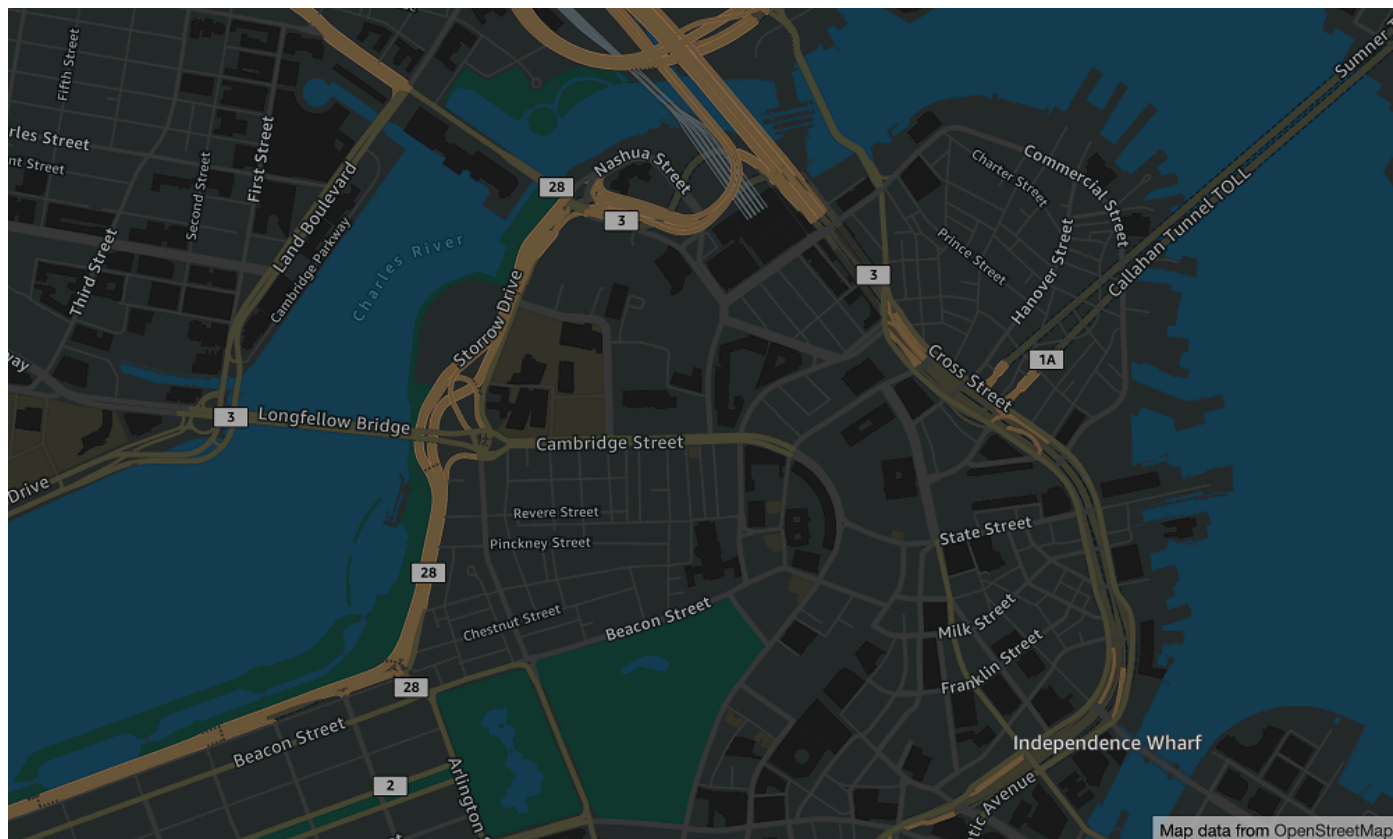 Fifth Street
rles Street
nt Street
Second Street
First Street
Third Street
Land Boulevard
Cambridge Parkway
Charles River
28
Nashua Street
3
Storrow Drive
Sumner T
Commercial Street
Charter Street
Callahan Tunnel TOLL
Prince Street
Hanover Street
3
Cross Street
1A
way
3
Longfellow Bridge
Cambridge Street
Drive
Revere Street
Pinckney Street
State Street
28
Chestnut Street
Beacon Street
Milk Street
Franklin Street
28
Beacon Street
Independence Wharf
2
Arlington
tic Avenue
Map data from OpenStreetMap